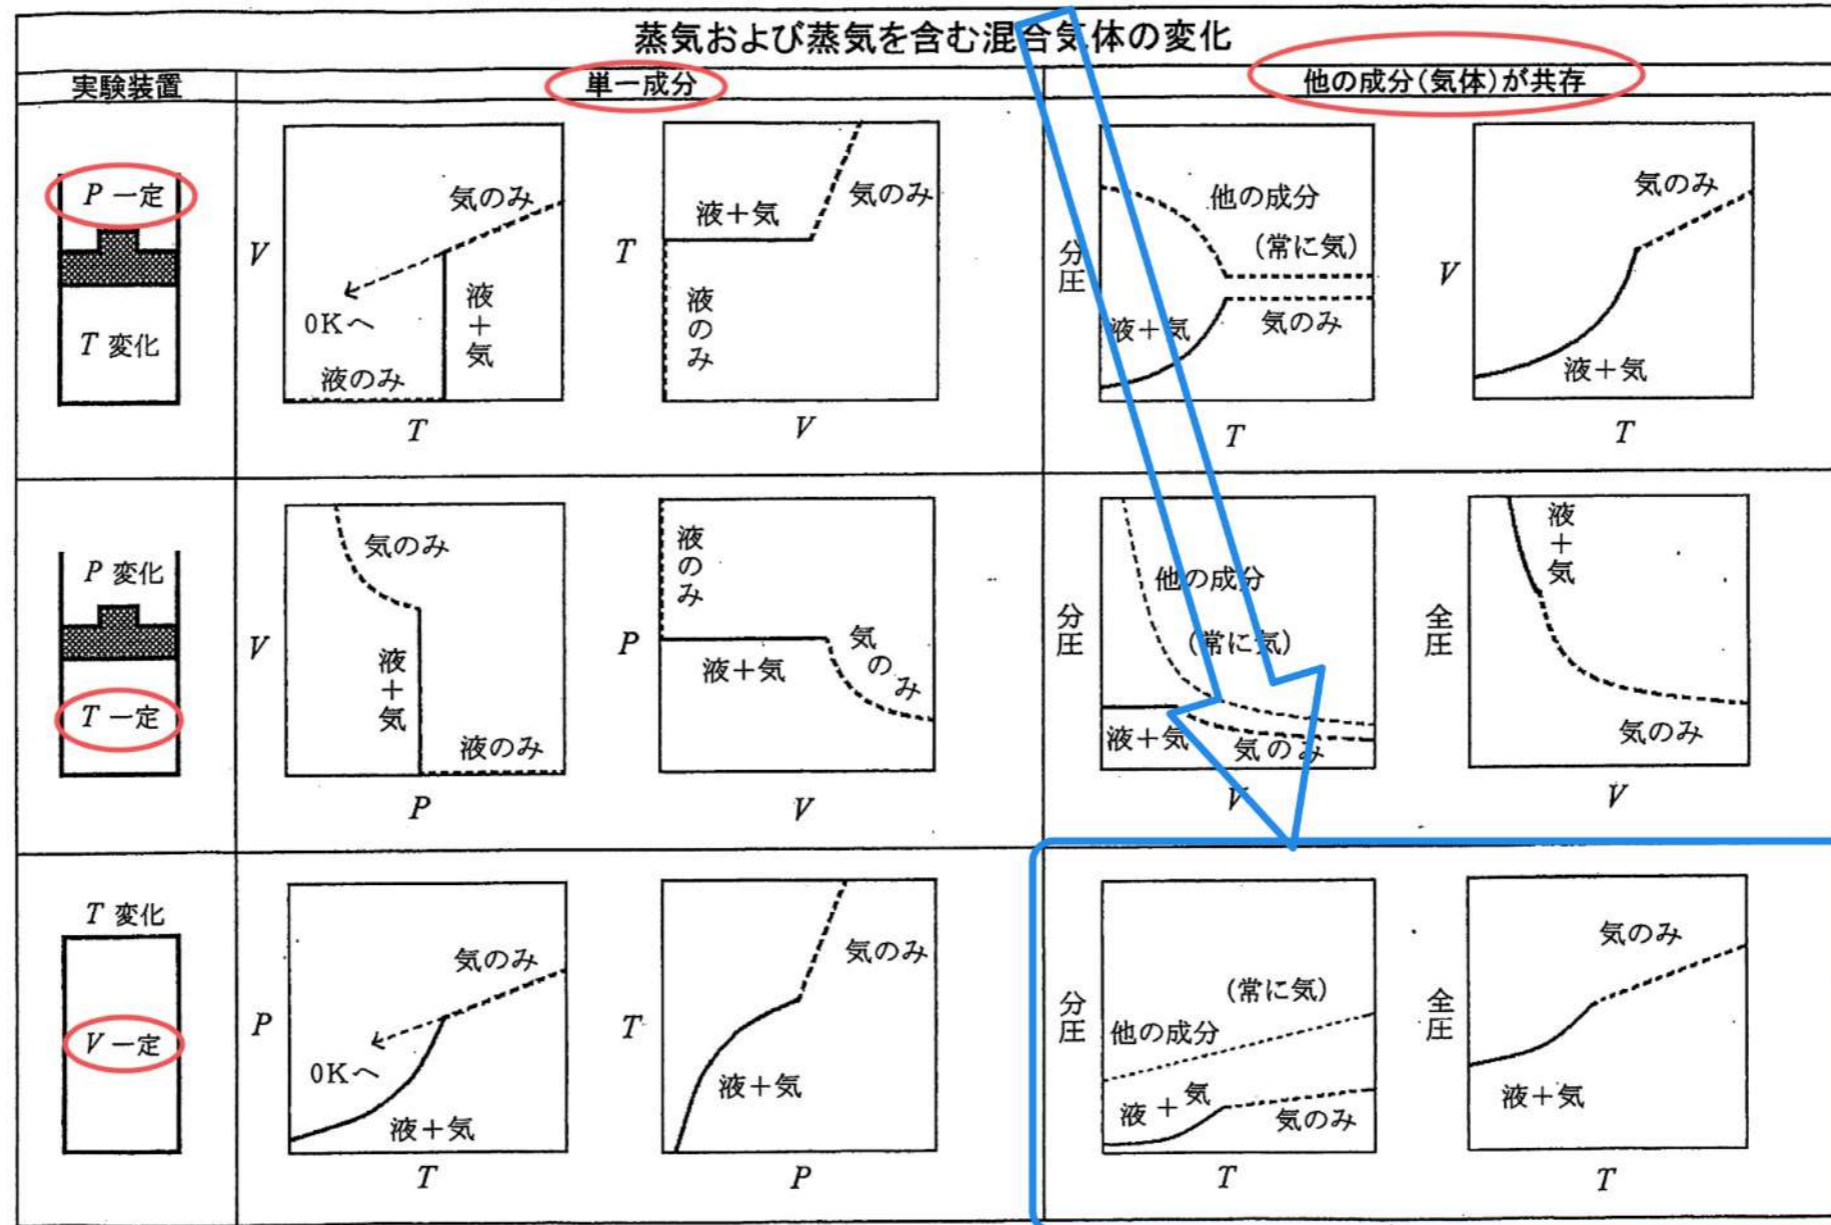 蒸気および蒸気を含む混合気体の変化
実験装置
単一成分
他の成分(気体)が共存
P 一定
T 変化
V
気のみ
0Kへ
液+気
液のみ
T
T
液+気
気のみ
液のみ
V
分圧
他の成分
(常に気)
液+気
気のみ
T
V
気のみ
液+気
T
P 変化
T 一定
V
気のみ
液+気
液のみ
P
P
液のみ
液+気
気のみ
V
分圧
他の成分
(常に気)
液+気
気のみ
V
全圧
液+気
気のみ
V
T 変化
V 一定
P
気のみ
0Kへ
液+気
T
T
気のみ
液+気
P
分圧
(常に気)
他の成分
液+気
気のみ
T
全圧
気のみ
液+気
T